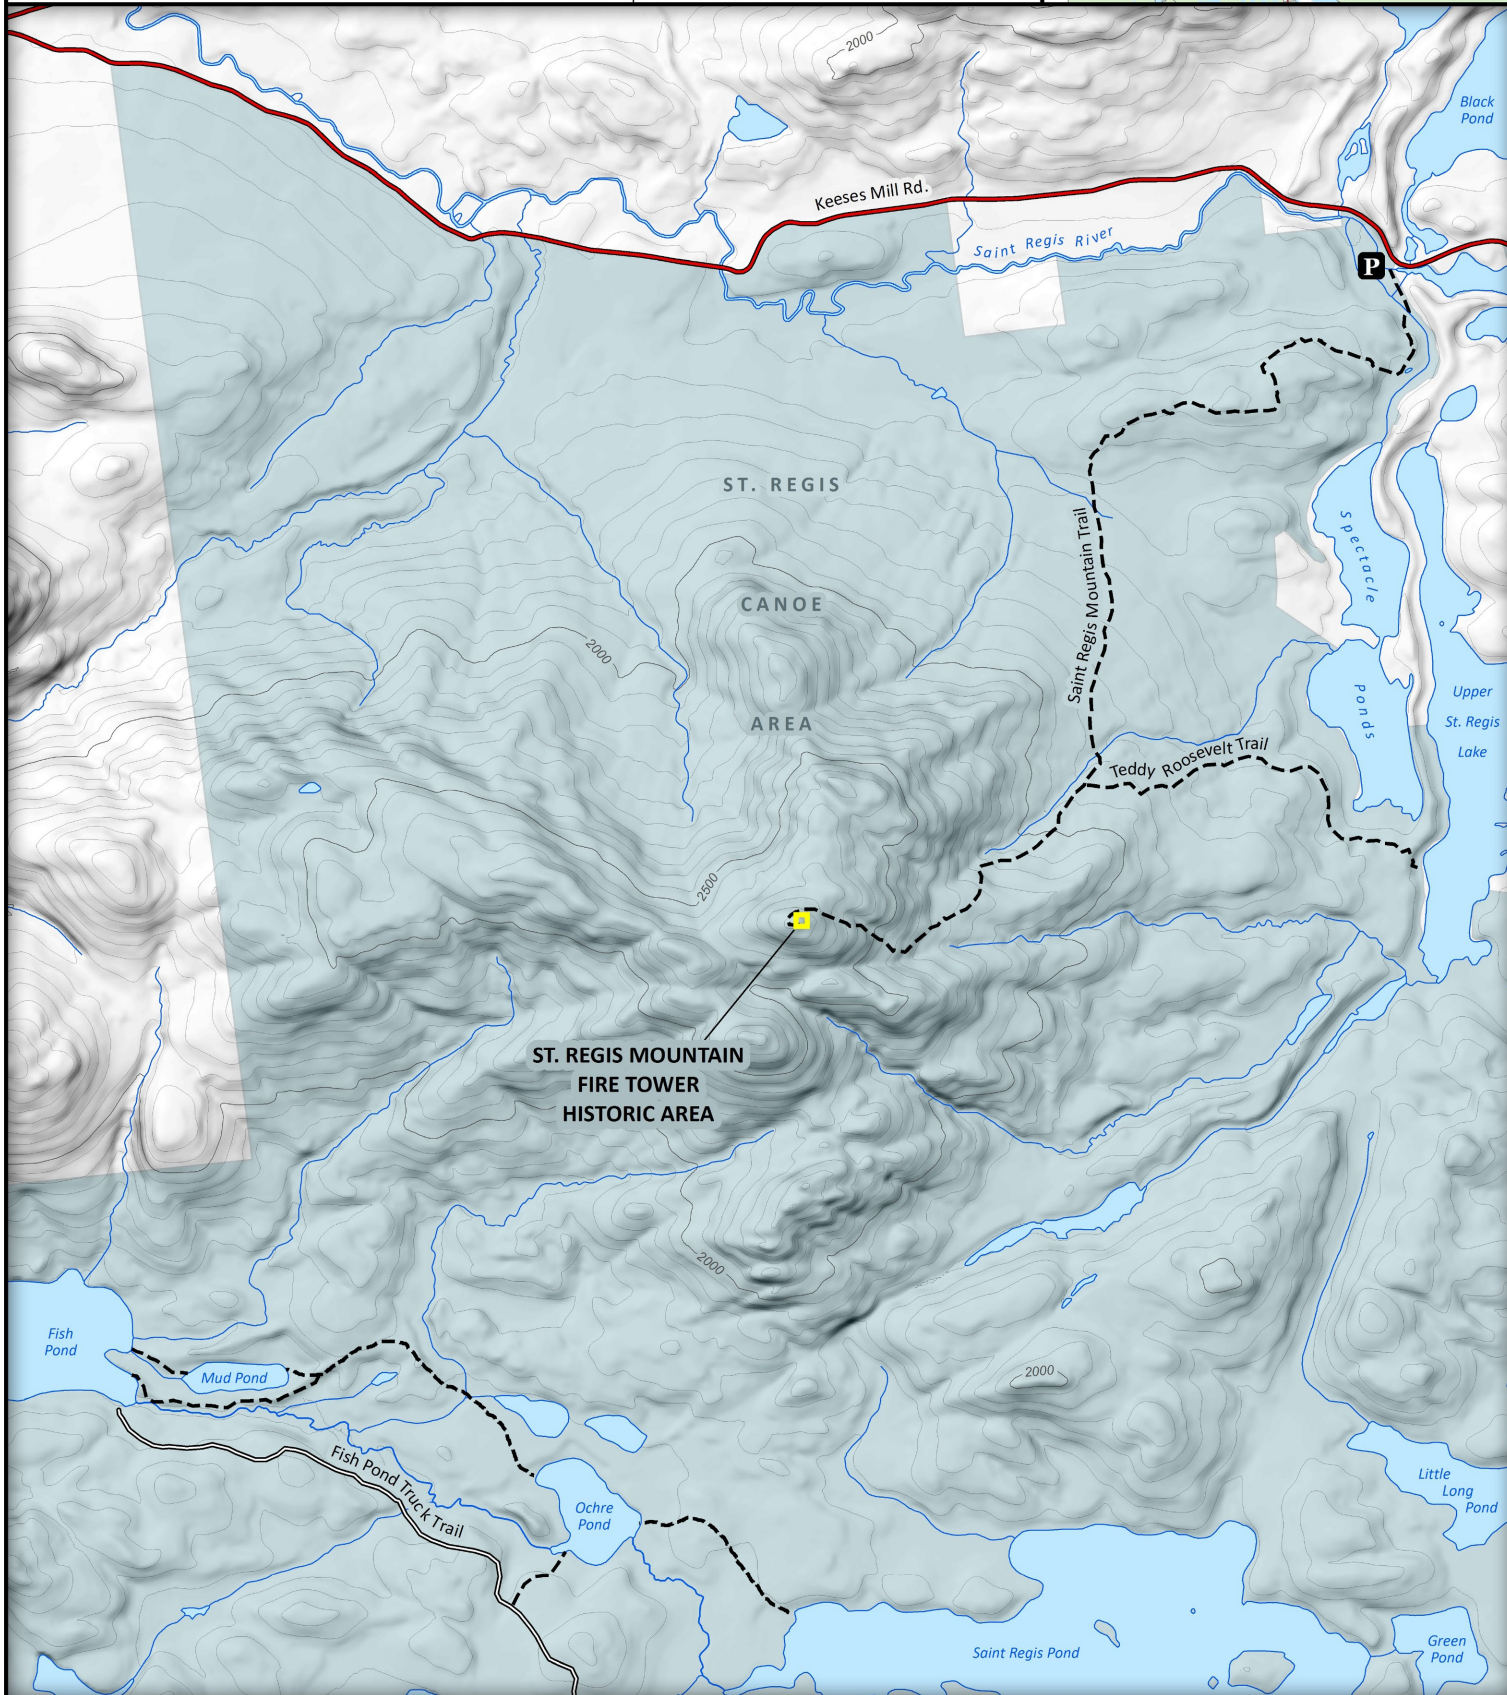 2000
Black
Pond
Keeses Mill Rd.
Saint Regis River
P
ST. REGIS
Spectacle
Saint Regis Mountain Trail
CANOE
2000
Ponds
Upper
St. Regis
Lake
AREA
Teddy Roosevelt Trail
2500
ST. REGIS MOUNTAIN
FIRE TOWER
HISTORIC AREA
2000
Fish
Pond
Mud Pond
2000
Fish Pond Truck Trail
Little
Long
Pond
Ochre
Pond
Saint Regis Pond
Green
Pond